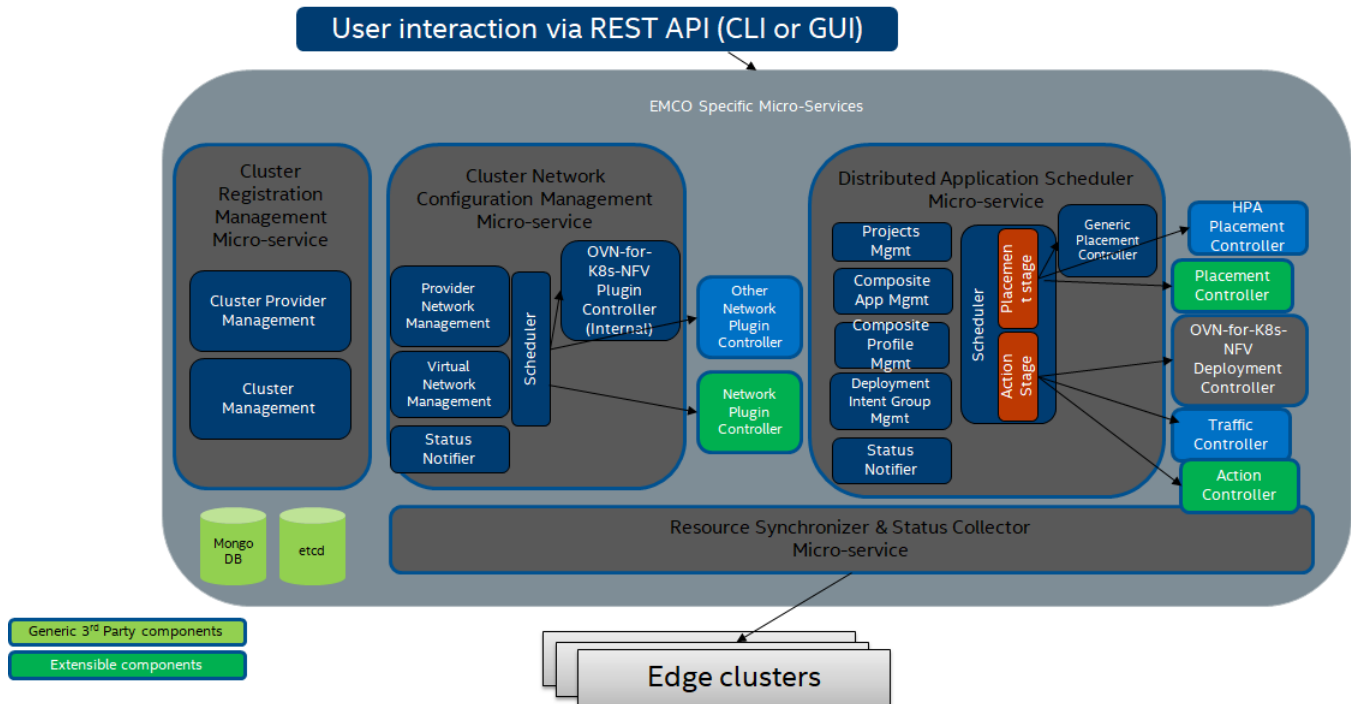 User interaction via REST API (CLI or GUI)
EMCO Specific Micro-Services
Cluster
Registration
Management
Micro-service
Cluster Provider
Management
Cluster
Management
Cluster Network
Configuration Management
Micro-service
Provider
Network
Management
Virtual
Network
Management
Status
Notifier
Scheduler
OVN-for-
K8s-NFV
Plugin
Controller
(Internal)
Other
Network
Plugin
Controller
Network
Plugin
Controller
Distributed Application Scheduler
Micro-service
Projects
Mgmt
Composite
App Mgmt
Composite
Profile
Mgmt
Deployment
Intent Group
Mgmt
Status
Notifier
Scheduler
Placemen
t stage
Action
Stage
Generic
Placement
Controller
HPA
Placement
Controller
Placement
Controller
OVN-for-K8s-
NFV
Deployment
Controller
Traffic
Controller
Action
Controller
Mongo
DB
etcd
Resource Synchronizer & Status Collector
Micro-service
Generic 3rd Party components
Extensible components
Edge clusters